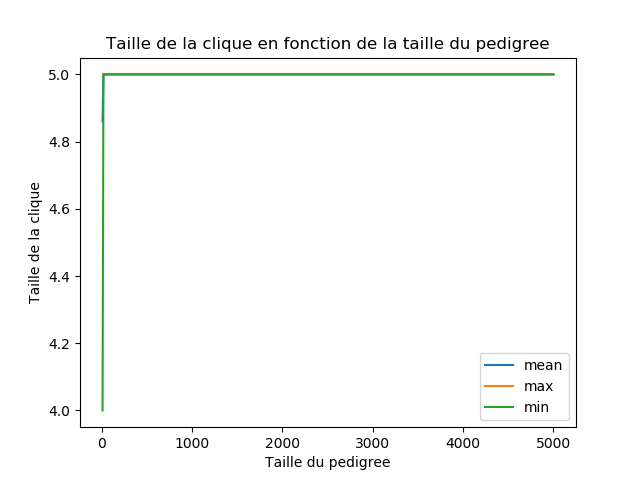 Taille de la clique en fonction de la taille du pedigree
5.0
4.8
4.6
4.4
4.2
4.0
Taille de la clique
mean
max
min
0 1000 2000 3000 4000 5000
Taille du pedigree